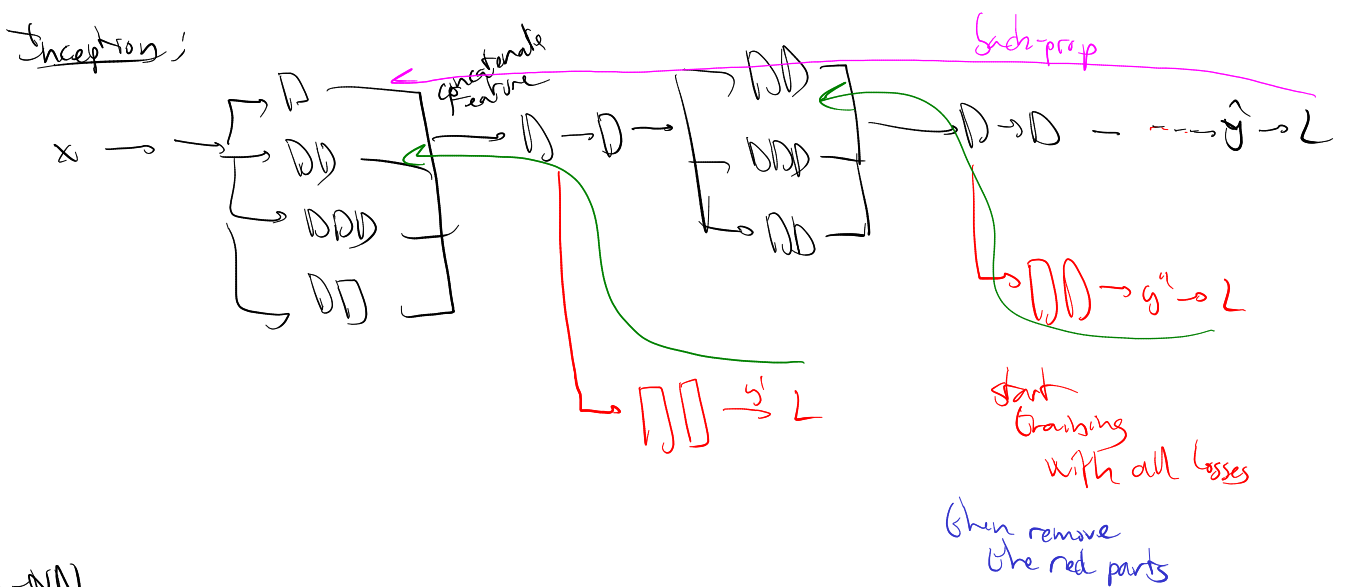 Inception;
back-prop
concatenate
Feature
x
ŷ → L
y'' → L
y' → L
start
training
with all losses
then remove
the red parts